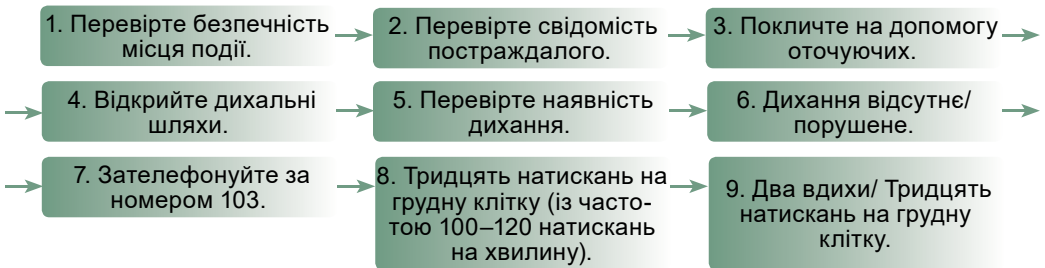 1. Перевірте безпечність
місця події.
2. Перевірте свідомість
постраждалого.
3. Покличте на допомогу
оточуючих.
4. Відкрийте дихальні
шляхи.
5. Перевірте наявність
дихання.
6. Дихання відсутнє/
порушене.
7. Зателефонуйте за
номером 103.
8. Тридцять натискань на
грудну клітку (із часто-
тою 100–120 натискань
на хвилину).
9. Два вдихи/ Тридцять
натискань на грудну
клітку.